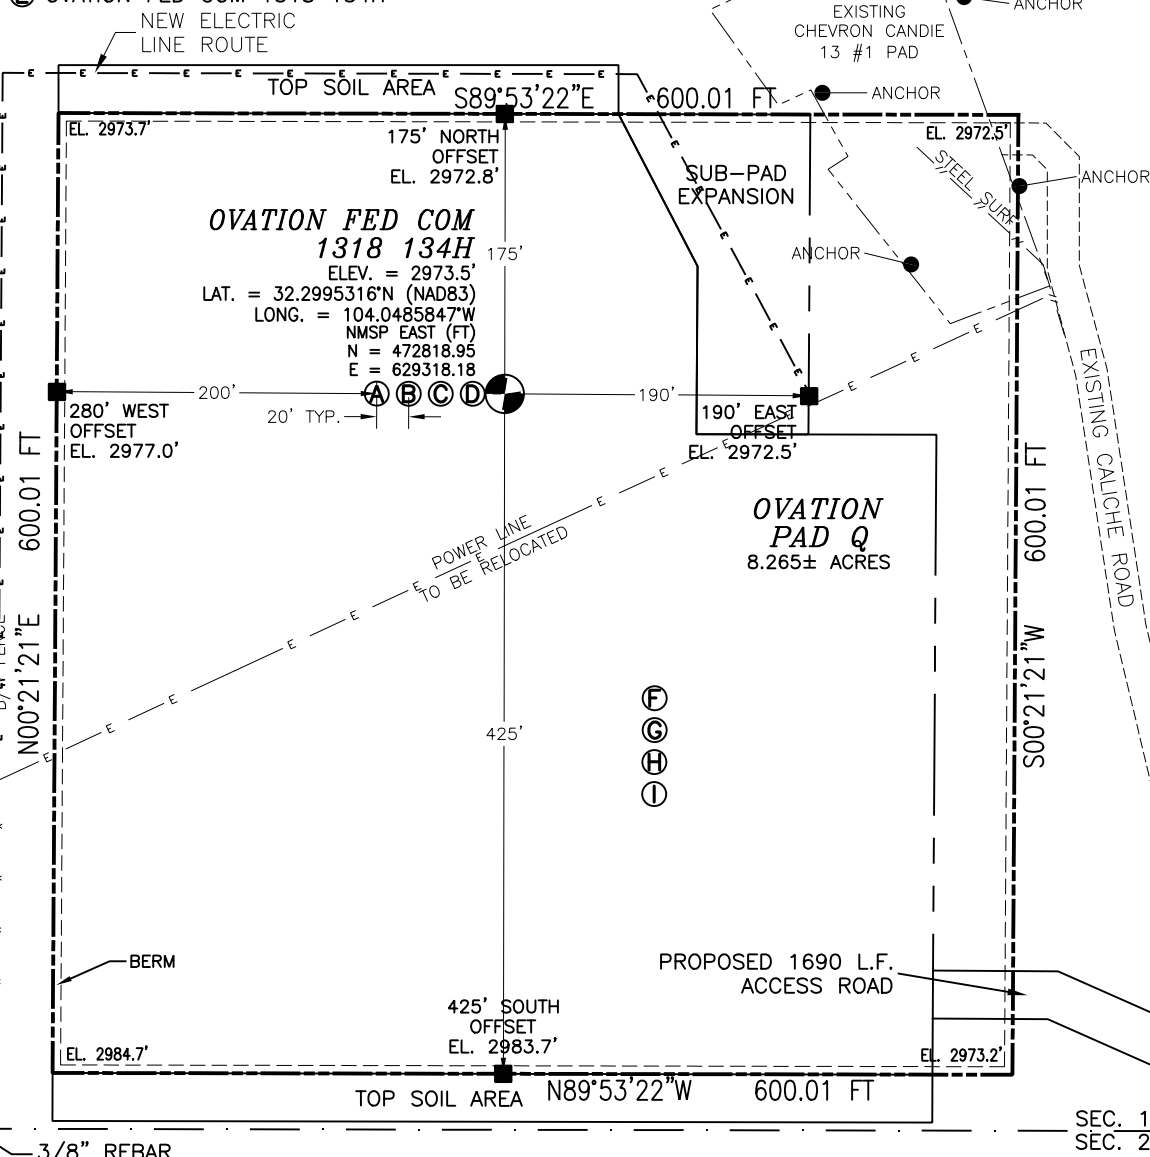 OVATION FED COM 1318 134H
NEW ELECTRIC
LINE ROUTE
TOP SOIL AREA
S89°53'22"E 600.01 FT
EXISTING
CHEVRON CANDIE
13 #1 PAD
ANCHOR
ANCHOR
ANCHOR
ANCHOR
EL. 2973.7'
175' NORTH
OFFSET
EL. 2972.8'
EL. 2972.5'
STEEL SURF
SUB-PAD
EXPANSION
OVATION FED COM
1318 134H
ELEV. = 2973.5'
LAT. = 32.2995316°N (NAD83)
LONG. = 104.0485847°W
NMSP EAST (FT)
N = 472818.95
E = 629318.18
175'
200'
A B C D
190'
20' TYP.
280' WEST
OFFSET
EL. 2977.0'
190' EAST
OFFSET
EL. 2972.5'
OVATION
PAD Q
8.265± ACRES
POWER LINE
TO BE RELOCATED
EXISTING CALICHE ROAD
N00°21'21"E 600.01 FT
S00°21'21"W 600.01 FT
425'
F
G
H
I
BERM
PROPOSED 1690 L.F.
ACCESS ROAD
425' SOUTH
OFFSET
EL. 2983.7'
EL. 2984.7'
EL. 2973.2'
TOP SOIL AREA
N89°53'22"W 600.01 FT
SEC. 1
SEC. 2
3/8" REBAR